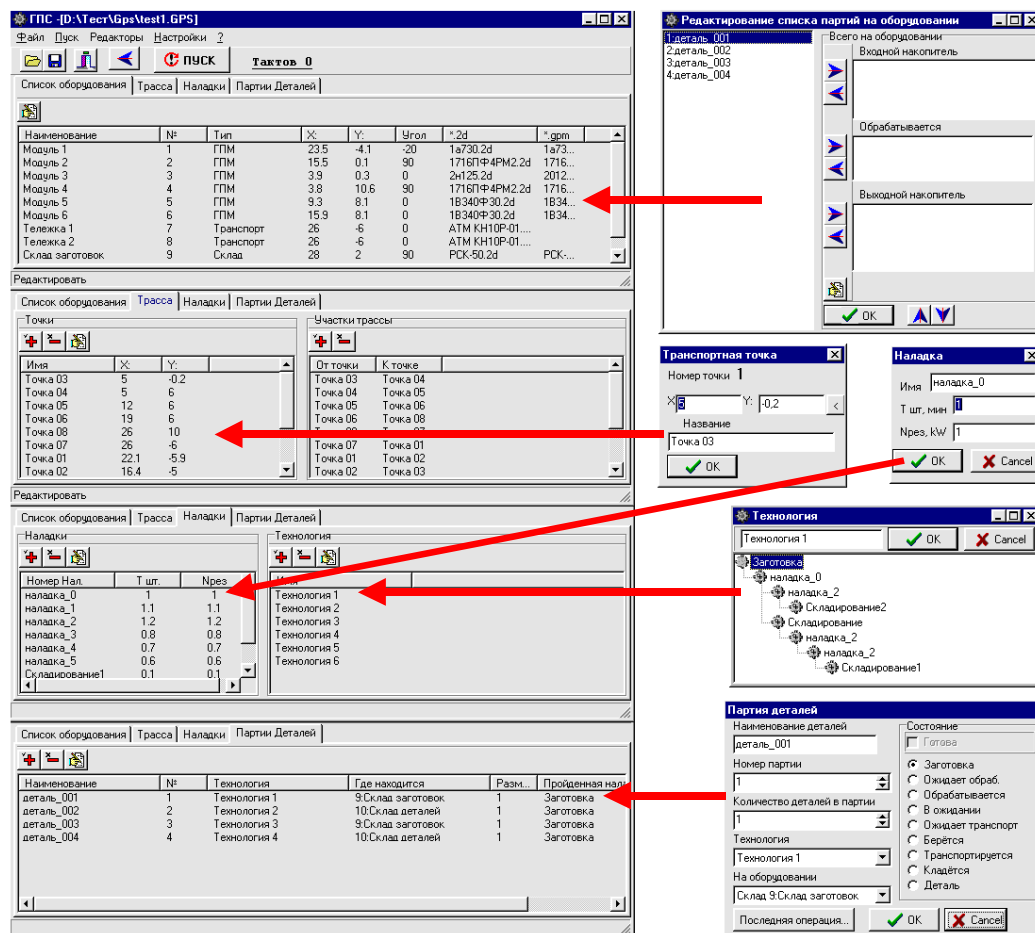 ГПС -[D:\Тест\Gps\test1.GPS]
Файл Пуск Редакторы Настройки ?
ПУСК Тактов 0
Список оборудования Трасса Наладки Партии Деталей
Наименование № Тип X: Y: Угол *.2d *.gpm
Модуль 1 1 ГПМ 23.5 -4.1 -20 1а730.2d 1а73...
Модуль 2 2 ГПМ 15.5 0.1 90 1716ПФ4РМ2.2d 1716...
Модуль 3 3 ГПМ 3.9 0.3 0 2н125.2d 2012...
Модуль 4 4 ГПМ 3.8 10.6 90 1716ПФ4РМ2.2d 1716...
Модуль 5 5 ГПМ 9.3 8.1 0 1В340Ф30.2d 1В34...
Модуль 6 6 ГПМ 15.9 8.1 0 1В340Ф30.2d 1В34...
Тележка 1 7 Транспорт 26 -6 0 АТМ КН10Р-01....
Тележка 2 8 Транспорт 26 -6 0 АТМ КН10Р-01....
Склад заготовок 9 Склад 28 2 90 РСК-50.2d РСК-...
Редактировать
Список оборудования Трасса Наладки Партии Деталей
Точки
Имя X: Y:
Точка 03 5 -0.2
Точка 04 5 6
Точка 05 12 6
Точка 06 19 6
Точка 08 26 10
Точка 07 26 -6
Точка 01 22.1 -5.9
Точка 02 16.4 -5
Участки трассы
От точки К точке
Точка 03 Точка 04
Точка 04 Точка 05
Точка 05 Точка 06
Точка 06 Точка 08
Точка 07 Точка 01
Точка 01 Точка 02
Точка 02 Точка 03
Редактировать
Список оборудования Трасса Наладки Партии Деталей
Наладки
Номер Нал. Т шт. Nрез
наладка_0 1 1
наладка_1 1.1 1.1
наладка_2 1.2 1.2
наладка_3 0.8 0.8
наладка_4 0.7 0.7
наладка_5 0.6 0.6
Складирование1 0.1 0.1
Технология
Имя
Технология 1
Технология 2
Технология 3
Технология 4
Технология 5
Технология 6
Список оборудования Трасса Наладки Партии Деталей
Наименование № Технология Где находится Разм... Пройденная нала
деталь_001 1 Технология 1 9:Склад заготовок 1 Заготовка
деталь_002 2 Технология 2 10:Склад деталей 1 Заготовка
деталь_003 3 Технология 3 9:Склад заготовок 1 Заготовка
деталь_004 4 Технология 4 10:Склад деталей 1 Заготовка
Редактирование списка партий на оборудовании
1:деталь_001
2:деталь_002
3:деталь_003
4:деталь_004
Всего на оборудовании
Входной накопитель
Обрабатывается
Выходной накопитель
OK
Транспортная точка
Номер точки 1
X: 5 Y: -0,2 <
Название
Точка 03
OK
Наладка
Имя наладка_0
Т шт, мин 1
Nрез, kW 1
OK Cancel
Технология
Технология 1 OK Cancel
Заготовка
наладка_0
наладка_2
Складирование2
Складирование
наладка_2
наладка_2
Складирование1
Партия деталей
Наименование деталей
деталь_001
Номер партии
1
Количество деталей в партии
1
Технология
Технология 1
На оборудовании
Склад 9:Склад заготовок
Последняя операция... OK Cancel
Состояние
Готова
Заготовка
Ожидает обраб.
Обрабатывается
В ожидании
Ожидает транспорт
Берётся
Транспортируется
Кладётся
Деталь